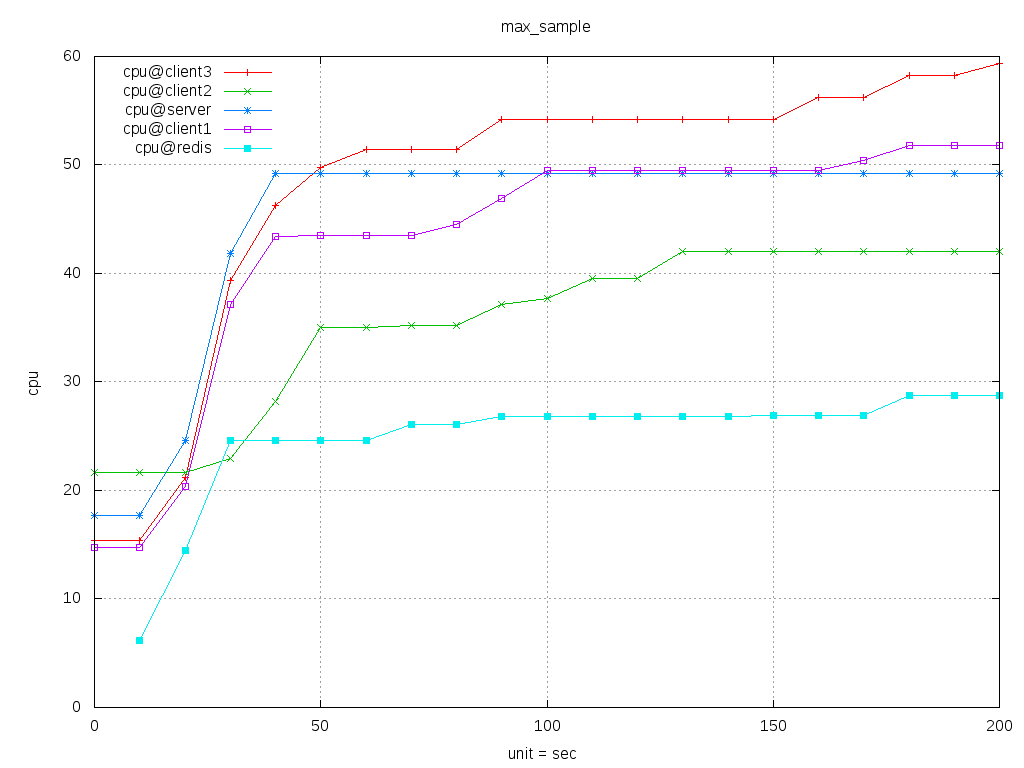 max_sample
60
50
40
30
20
10
0
cpu
cpu@client3
cpu@client2
cpu@server
cpu@client1
cpu@redis
0 50 100 150 200
unit = sec